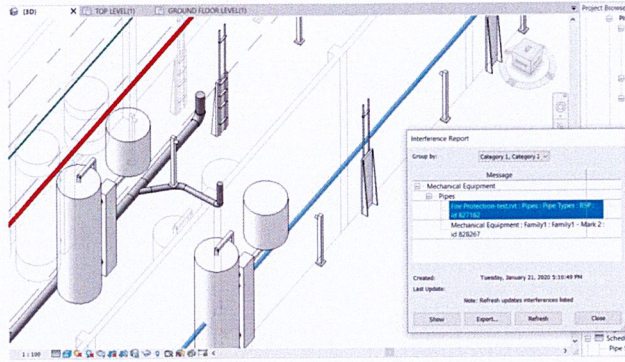 {3D}
TOP LEVEL(1)
GROUND FLOOR LEVEL(1)
Project Browse
Interference Report
Group by:
Category 1, Category 2
Message
Mechanical Equipment
Pipes
Fire Protection-test.rvt : Pipes : Pipe Types : BSP :
id 827182
Mechanical Equipment : Family1 : Family1 - Mark 2 :
id 828267
Created:
Tuesday, January 21, 2020 5:10:49 PM
Last Update:
Note: Refresh updates interferences listed
Show
Export...
Refresh
Close
1 : 100
Sched
Pipe